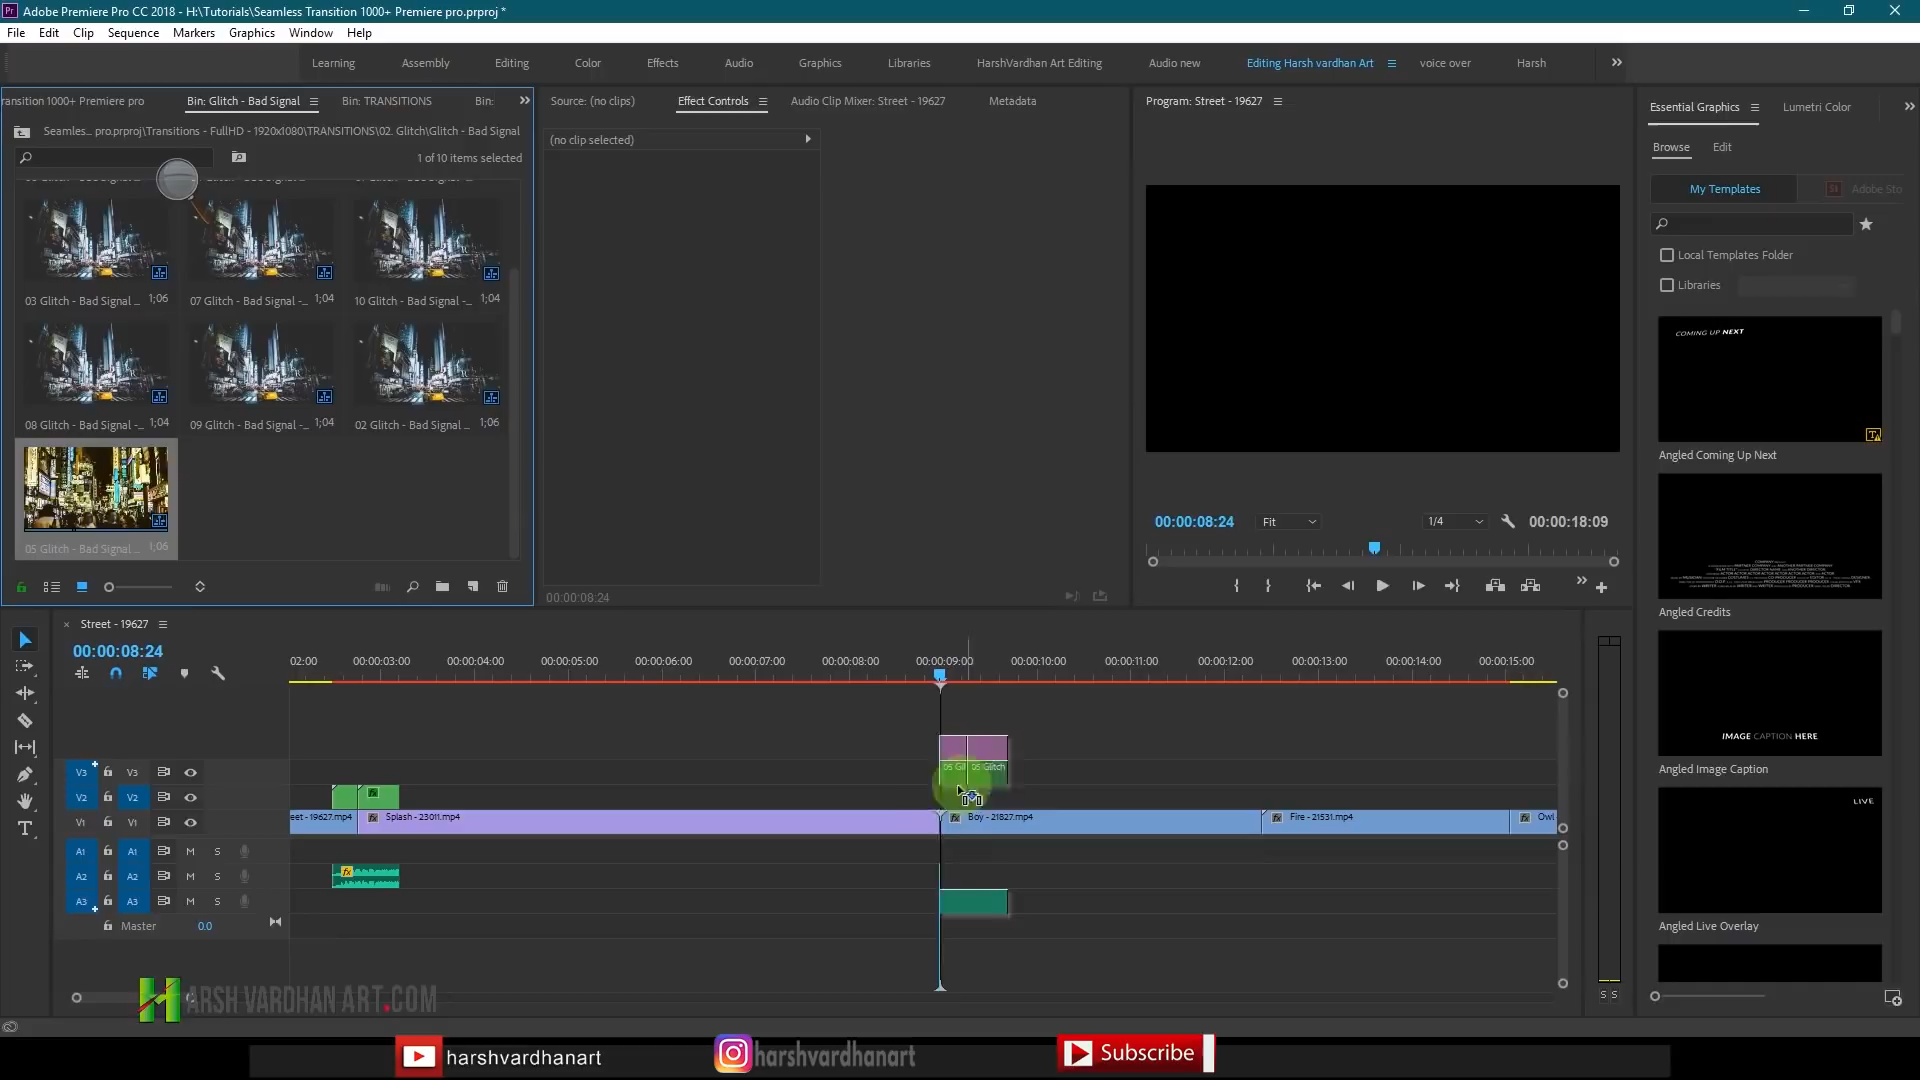 Adobe Premiere Pro CC 2018 - H:\Tutorials\Seamless Transition 1000+ Premiere pro.prproj *
File Edit Clip Sequence Markers Graphics Window Help
Learning Assembly Editing Color Effects Audio Graphics Libraries HarshVardhan Art Editing Audio new Editing Harsh vardhan Art voice over Harsh
ransition 1000+ Premiere pro Bin: Glitch - Bad Signal Bin: TRANSITIONS Bin:
Source: (no clips) Effect Controls Audio Clip Mixer: Street - 19627 Metadata
Program: Street - 19627
Essential Graphics Lumetri Color
Seamles... pro.prproj\Transitions - FullHD - 1920x1080\TRANSITIONS\02. Glitch\Glitch - Bad Signal
1 of 10 items selected
(no clip selected)
Browse Edit
My Templates Adobe Sto
Local Templates Folder
Libraries
03 Glitch - Bad Signal ... 1;06
07 Glitch - Bad Signal -... 1;04
10 Glitch - Bad Signal -... 1;04
08 Glitch - Bad Signal -... 1;04
09 Glitch - Bad Signal -... 1;04
02 Glitch - Bad Signal ... 1;06
05 Glitch - Bad Signal ... 1;06
COMING UP NEXT
Angled Coming Up Next
Angled Credits
IMAGE CAPTION HERE
Angled Image Caption
LIVE
Angled Live Overlay
00:00:08:24
00:00:08:24 Fit 1/4 00:00:18:09
Street - 19627
00:00:08:24
02:00 00:00:03:00 00:00:04:00 00:00:05:00 00:00:06:00 00:00:07:00 00:00:08:00 00:00:09:00 00:00:10:00 00:00:11:00 00:00:12:00 00:00:13:00 00:00:14:00 00:00:15:00
V3 V3
05 Gli 05 Glitch
V2 V2 fx
V1 V1
eet - 19627.mp4 fx Splash - 23011.mp4 fx Boy - 21827.mp4 fx Fire - 21531.mp4 fx Owl
A1 A1 M S
A2 A2 M S fx
A3 A3 M S
Master 0.0
S S
HARSH VARDHAN ART.COM
harshvardhanart
harshvardhanart
Subscribe